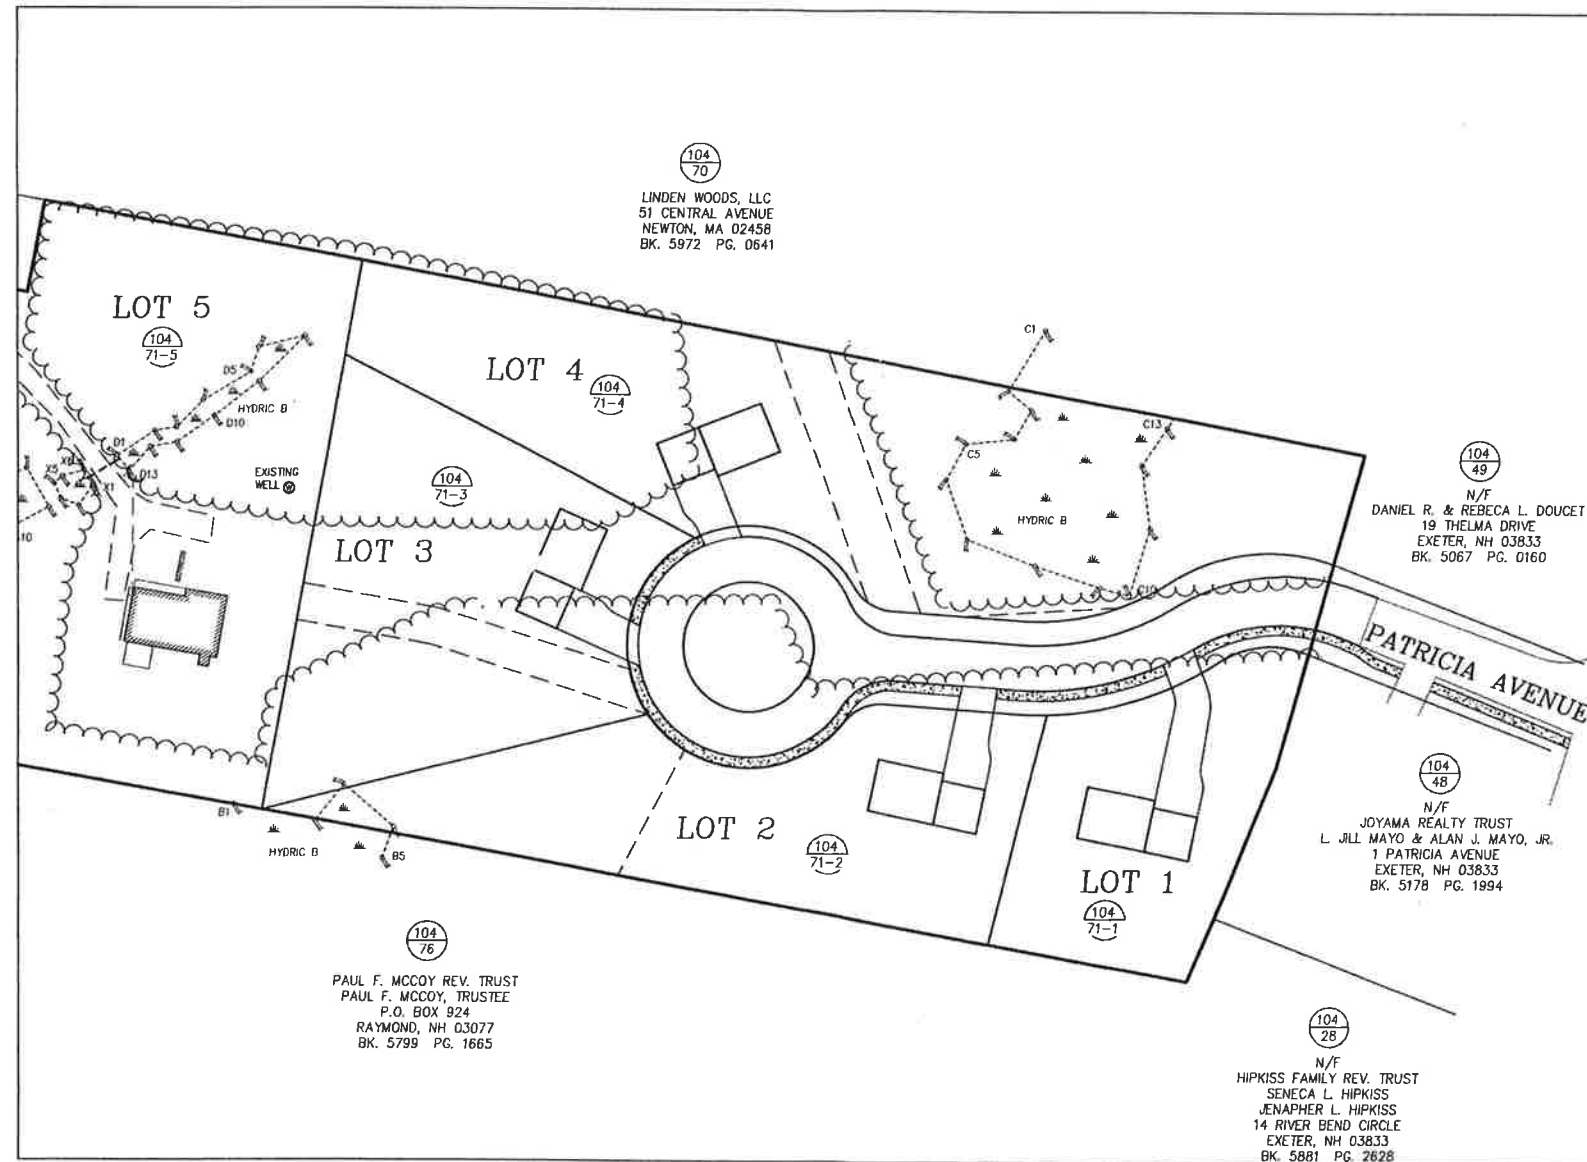 104
70
LINDEN WOODS, LLC
51 CENTRAL AVENUE
NEWTON, MA 02458
BK. 5972 PG. 0641
LOT 5
104
71-5
D5
HYDRIC B
D10
D1
D13
X5
X1
10
EXISTING
WELL
W
LOT 4
104
71-4
104
71-3
LOT 3
C1
C5
C13
HYDRIC B
C10
104
49
N/F
DANIEL R. & REBECA L. DOUCET
19 THELMA DRIVE
EXETER, NH 03833
BK. 5067 PG. 0160
PATRICIA AVENUE
104
48
N/F
JOYAMA REALTY TRUST
L. JILL MAYO & ALAN J. MAYO, JR.
1 PATRICIA AVENUE
EXETER, NH 03833
BK. 5178 PG. 1994
B1
HYDRIC B
B5
LOT 2
104
71-2
LOT 1
104
71-1
104
76
PAUL F. MCCOY REV. TRUST
PAUL F. MCCOY, TRUSTEE
P.O. BOX 924
RAYMOND, NH 03077
BK. 5799 PG. 1665
104
28
N/F
HIPKISS FAMILY REV. TRUST
SENECA L. HIPKISS
JENAPHER L. HIPKISS
14 RIVER BEND CIRCLE
EXETER, NH 03833
BK. 5881 PG. 2628